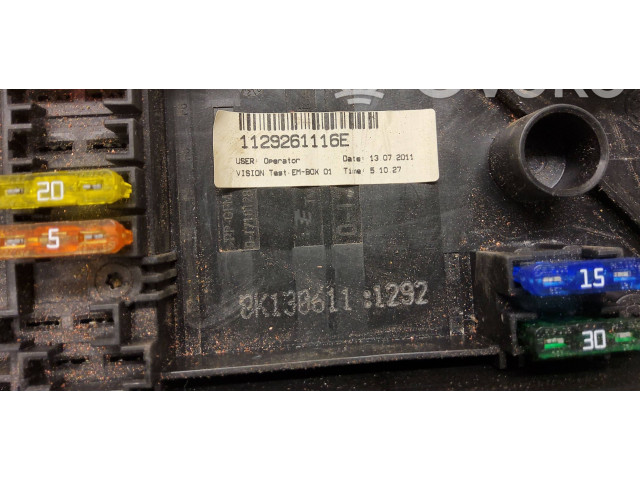 1129261116E
USER: Operator Date: 13 07 2011
VISION Test: EM-BOX 01 Time: 5 10 27
20
5
15
8K130611 :1292
30